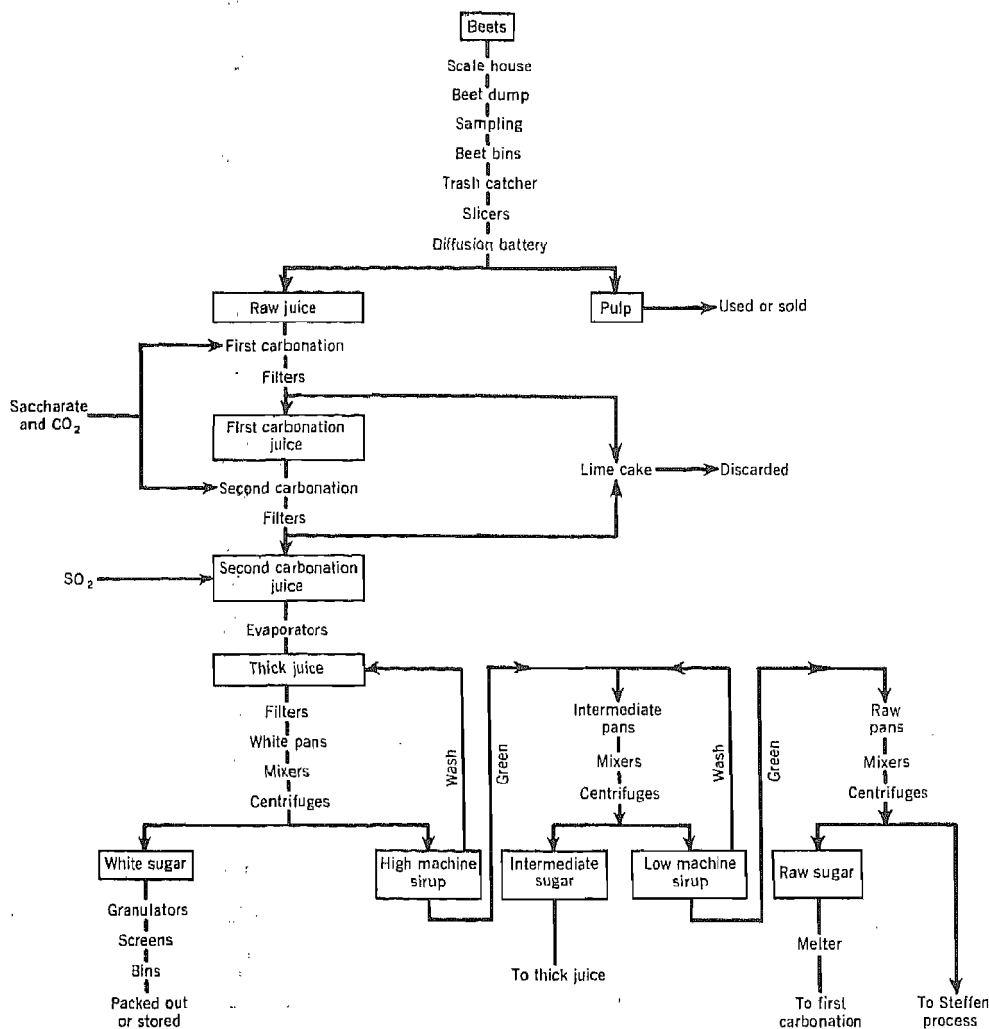 Beets
Scale house
Beet dump
Sampling
Beet bins
Trash catcher
Slicers
Diffusion battery
Raw juice
Pulp
Used or sold
First carbonation
Filters
Saccharate
and CO₂
First carbonation
juice
Lime cake
Discarded
Second carbonation
Filters
SO₂
Second carbonation
juice
Evaporators
Thick juice
Filters
White pans
Mixers
Centrifuges
Wash
Green
Intermediate
pans
Mixers
Centrifuges
Wash
Green
Raw
pans
Mixers
Centrifuges
White sugar
High machine
sirup
Intermediate
sugar
Low machine
sirup
Raw sugar
Granulators
Screens
Bins
Packed out
or stored
To thick juice
Melter
To first
carbonation
To Steffen
process